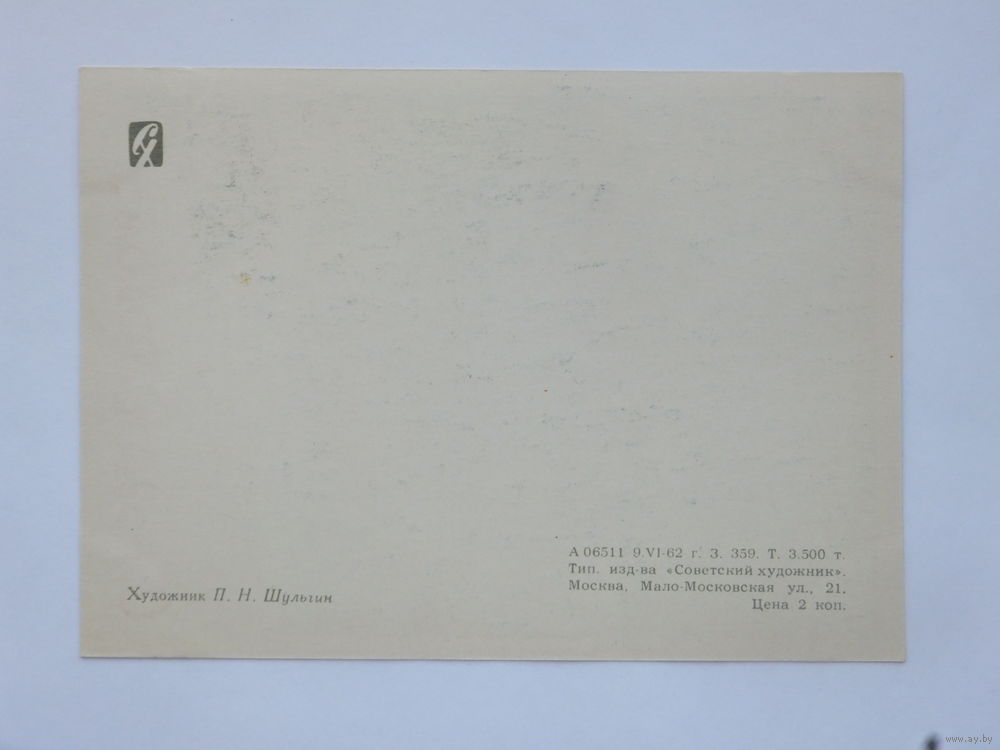 СХ
Художник П. Н. Шульгин
А 06511 9.VI-62 г. З. 359. Т. 3.500 т.
Тип. изд-ва «Советский художник».
Москва, Мало-Московская ул., 21.
Цена 2 коп.
www.ay.by